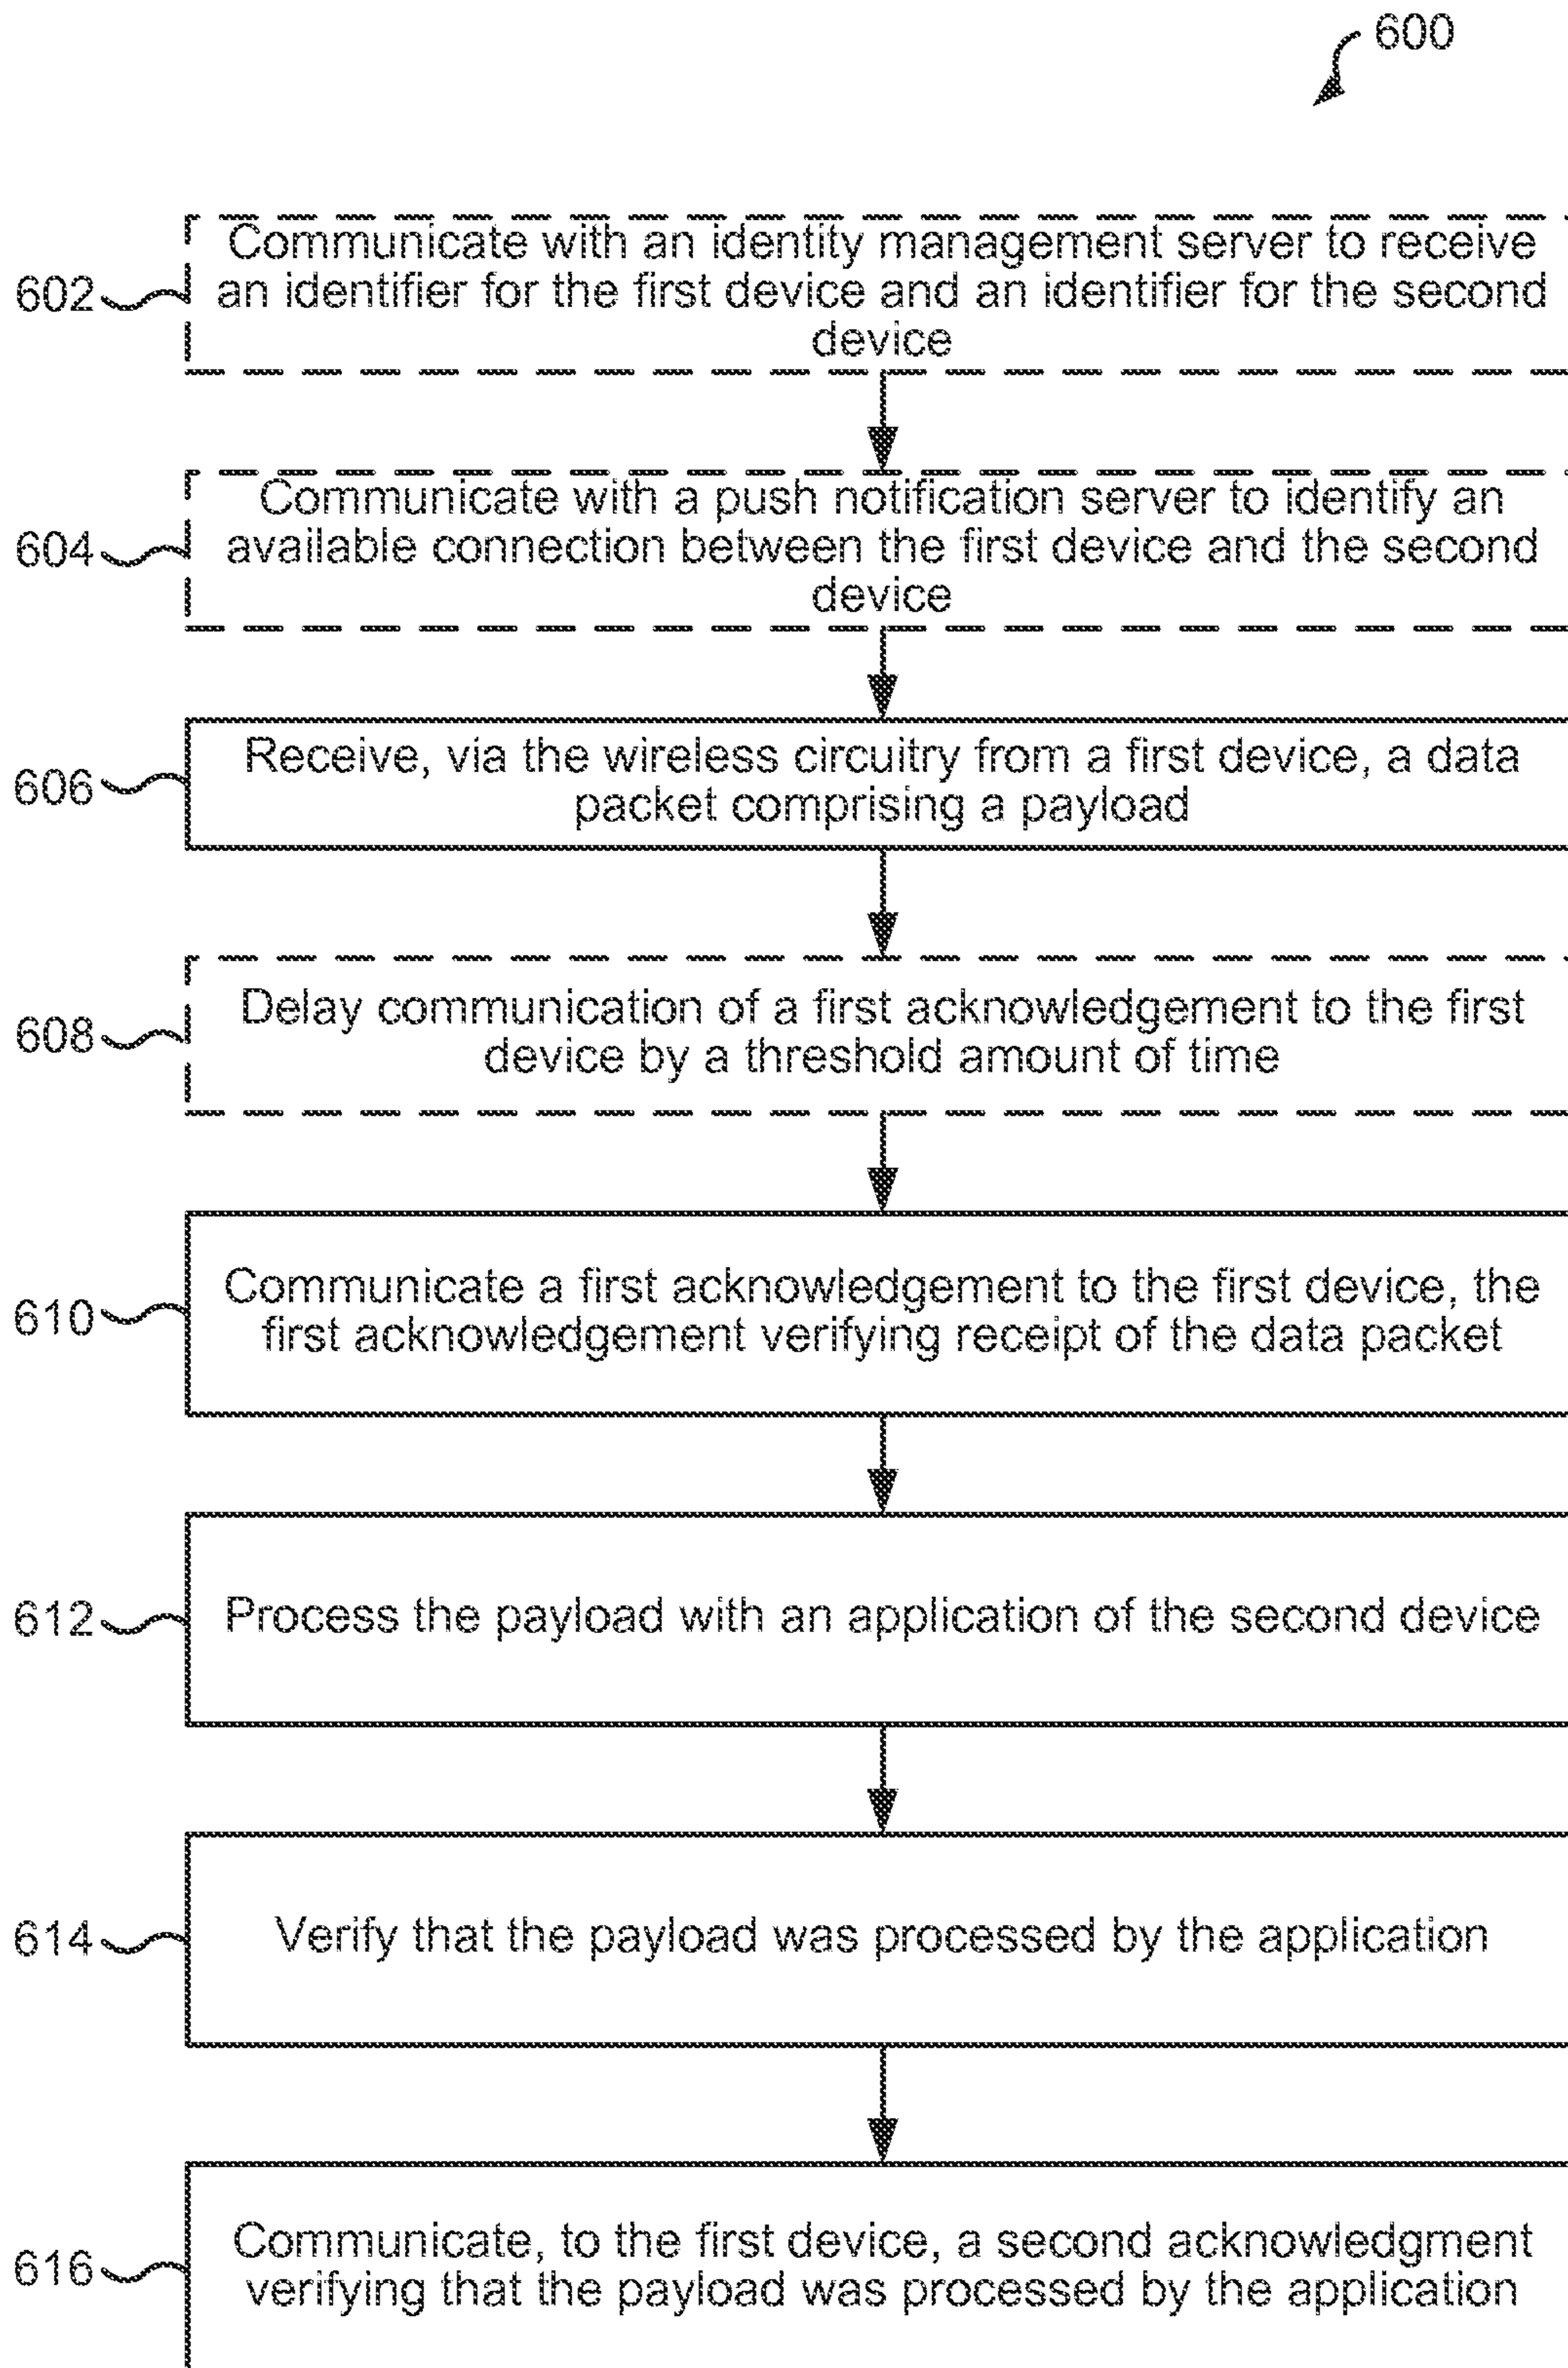 600
602
Communicate with an identity management server to receive
an identifier for the first device and an identifier for the second
device
604
Communicate with a push notification server to identify an
available connection between the first device and the second
device
606
Receive, via the wireless circuitry from a first device, a data
packet comprising a payload
608
Delay communication of a first acknowledgement to the first
device by a threshold amount of time
610
Communicate a first acknowledgement to the first device, the
first acknowledgement verifying receipt of the data packet
612
Process the payload with an application of the second device
614
Verify that the payload was processed by the application
616
Communicate, to the first device, a second acknowledgment
verifying that the payload was processed by the application